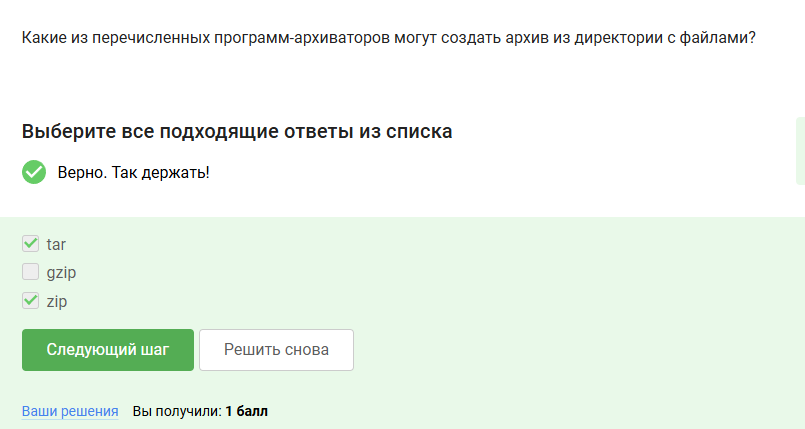 Какие из перечисленных программ-архиваторов могут создать архив из директории с файлами?
Выберите все подходящие ответы из списка
Верно. Так держать!
tar
gzip
zip
Следующий шаг
Решить снова
Ваши решения
Вы получили: 1 балл